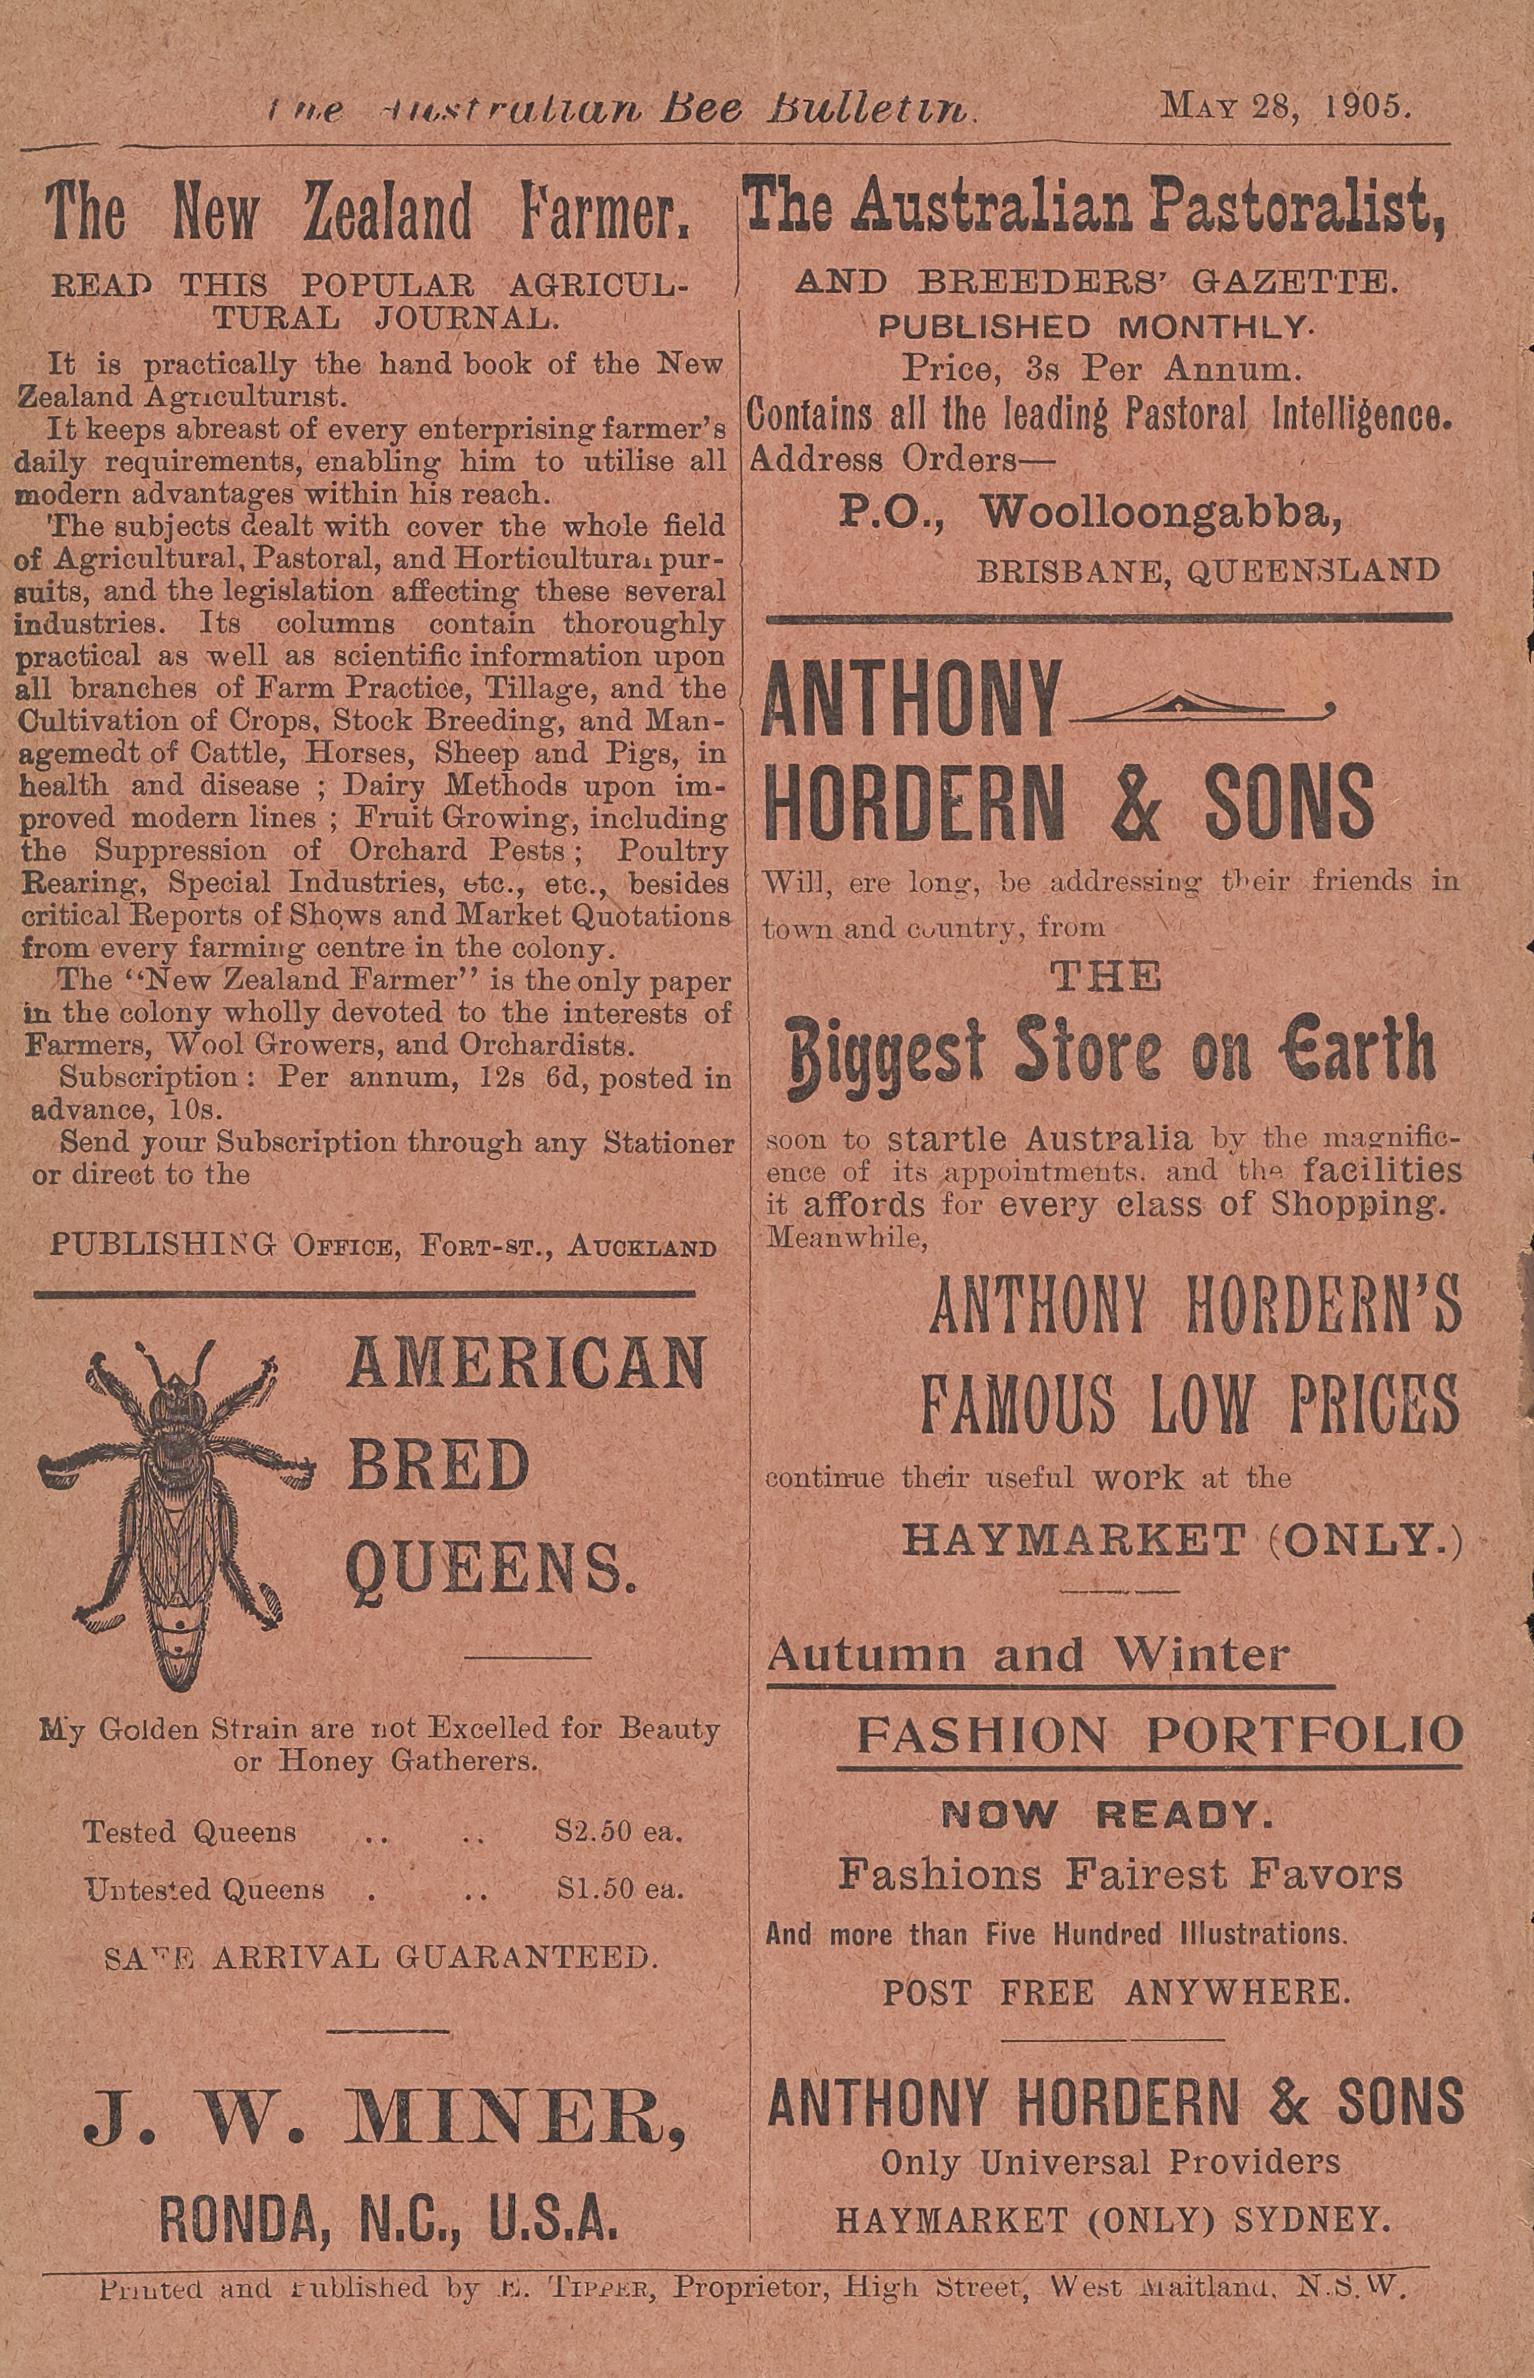 The Australian Bee Bulletin. MAY 28, 1905.
The New Zealand Farmer.
READ THIS POPULAR AGRICUL-
TURAL JOURNAL.
It is practically the hand book of the New
Zealand Agriculturist.
It keeps abreast of every enterprising farmer's
daily requirements, enabling him to utilise all
modern advantages within his reach.
The subjects dealt with cover the whole field
of Agricultural, Pastoral, and Horticultural pur-
suits, and the legislation affecting these several
industries. Its columns contain thoroughly
practical as well as scientific information upon
all branches of Farm Practice, Tillage, and the
Cultivation of Crops, Stock Breeding, and Man-
agemedt of Cattle, Horses, Sheep and Pigs, in
health and disease ; Dairy Methods upon im-
proved modern lines ; Fruit Growing, including
the Suppression of Orchard Pests ; Poultry
Rearing, Special Industries, etc., etc., besides
critical Reports of Shows and Market Quotations
from every farming centre in the colony.
The "New Zealand Farmer" is the only paper
in the colony wholly devoted to the interests of
Farmers, Wool Growers, and Orchardists.
Subscription : Per annum, 12s 6d, posted in
advance, 10s.
Send your Subscription through any Stationer
or direct to the
PUBLISHING OFFICE, FORT-ST., AUCKLAND
AMERICAN
BRED
QUEENS.
My Golden Strain are not Excelled for Beauty
or Honey Gatherers.
Tested Queens .. .. S2.50 ea.
Untested Queens . .. S1.50 ea.
SAFE ARRIVAL GUARANTEED.
J. W. MINER,
RONDA, N.C., U.S.A.
The Australian Pastoralist,
AND BREEDERS' GAZETTE.
PUBLISHED MONTHLY.
Price, 3s Per Annum.
Contains all the leading Pastoral Intelligence.
Address Orders—
P.O., Woolloongabba,
BRISBANE, QUEENSLAND
ANTHONY
HORDERN & SONS
Will, ere long, be addressing their friends in
town and country, from
THE
Biggest Store on Earth
soon to startle Australia by the magnific-
ence of its appointments. and the facilities
it affords for every class of Shopping.
Meanwhile,
ANTHONY HORDERN'S
FAMOUS LOW PRICES
continue their useful work at the
HAYMARKET (ONLY.)
Autumn and Winter
FASHION PORTFOLIO
NOW READY.
Fashions Fairest Favors
And more than Five Hundred Illustrations.
POST FREE ANYWHERE.
ANTHONY HORDERN & SONS
Only Universal Providers
HAYMARKET (ONLY) SYDNEY.
Printed and Published by E. TIPPER, Proprietor, High Street, West Maitland, N.S.W.